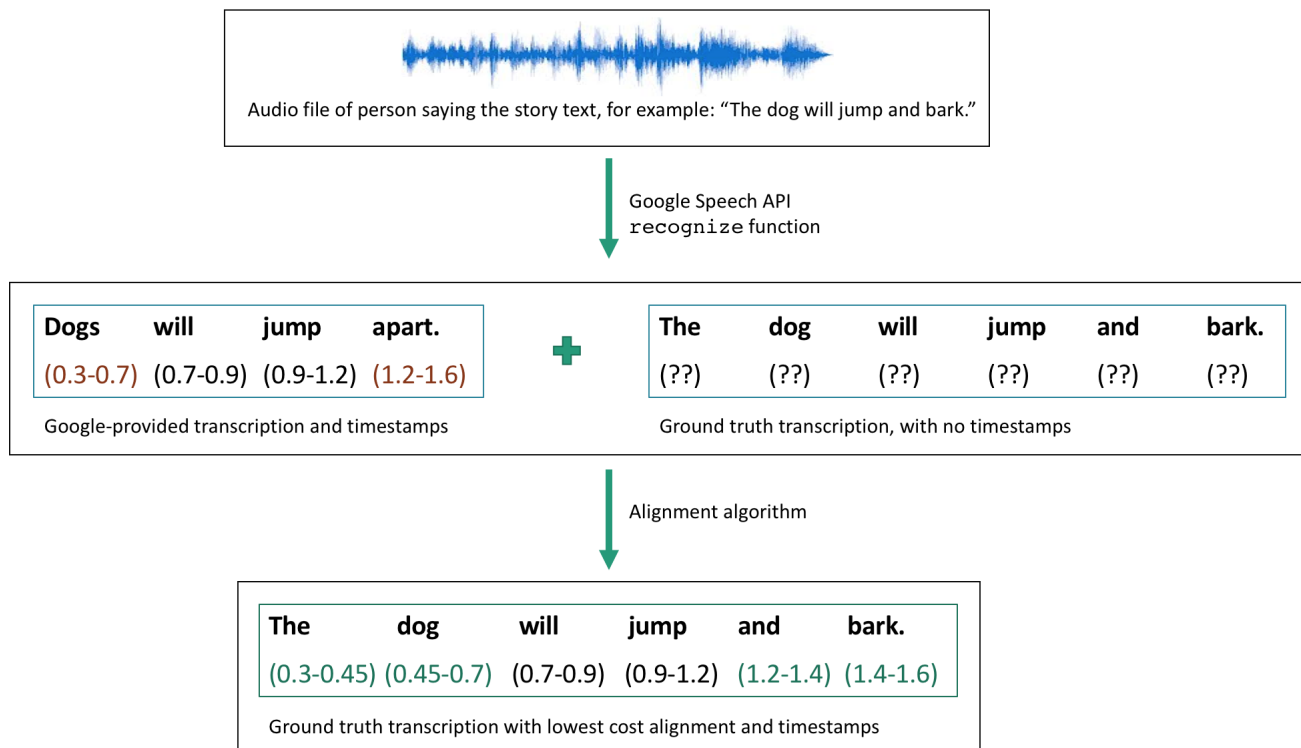 Audio file of person saying the story text, for example: “The dog will jump and bark.”
Google Speech API
recognize function
Dogs will jump apart.
(0.3-0.7) (0.7-0.9) (0.9-1.2) (1.2-1.6)
Google-provided transcription and timestamps
The dog will jump and bark.
(??) (??) (??) (??) (??) (??)
Ground truth transcription, with no timestamps
Alignment algorithm
The dog will jump and bark.
(0.3-0.45) (0.45-0.7) (0.7-0.9) (0.9-1.2) (1.2-1.4) (1.4-1.6)
Ground truth transcription with lowest cost alignment and timestamps